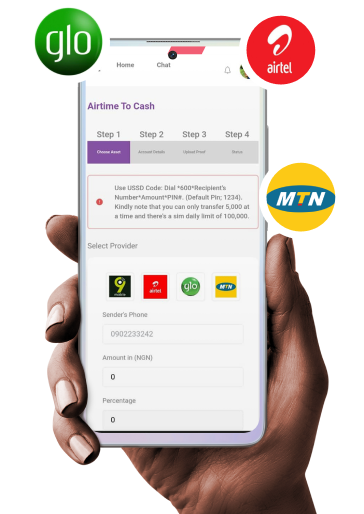 glo
airtel
Home Chat
Airtime To Cash
Step 1 Step 2 Step 3 Step 4
Choose Asset Account Details Upload Proof Status
Use USSD Code: Dial *600*Recipient's
Number*Amount*PIN#. (Default Pin; 1234).
Kindly note that you can only transfer 5,000 at
a time and there's a sim daily limit of 100,000.
MTN
Select Provider
9
mobile
airtel
glo
MTN
Sender's Phone
0902233242
Amount in (NGN)
0
Percentage
0